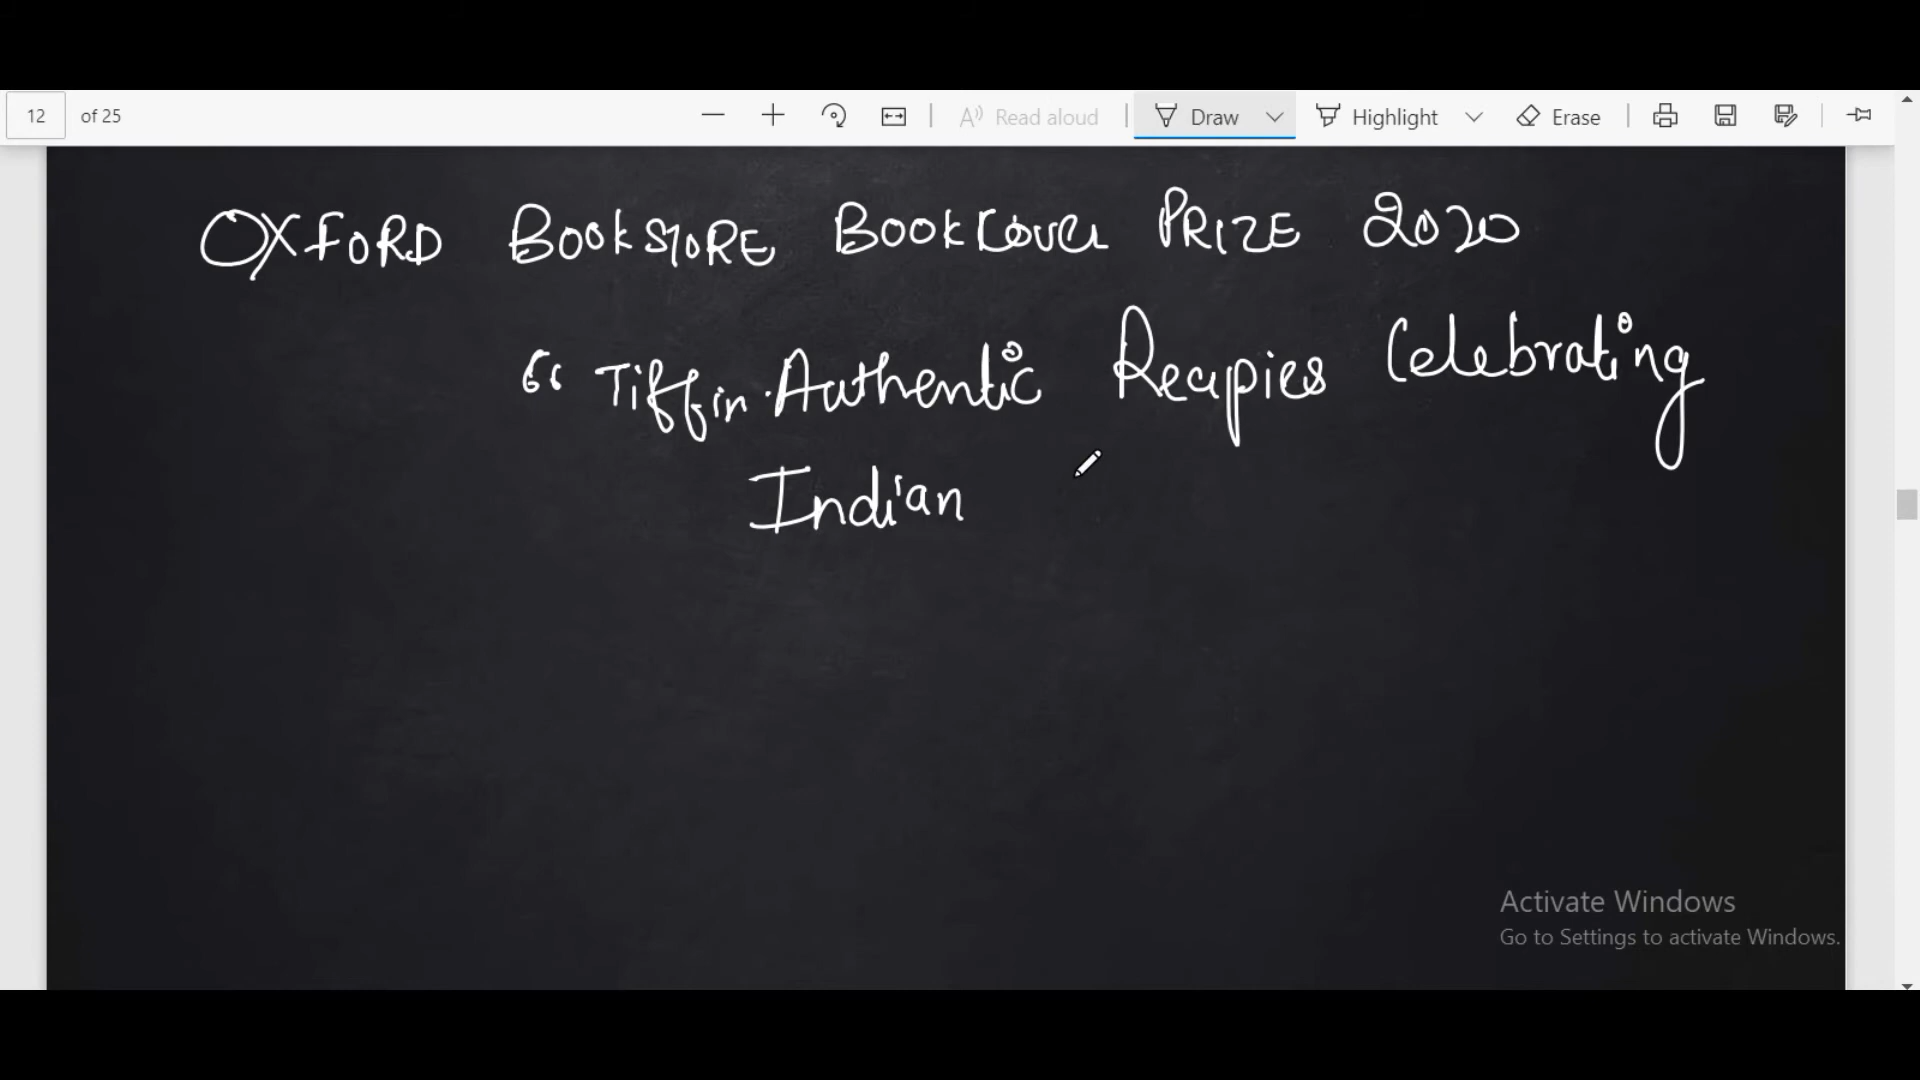 12 of 25 Read aloud Draw Highlight Erase
OXFORD BOOKSTORE BOOKCOVER PRIZE 2020
“ Tiffin. Authentic Recipies Celebrating
Indian
Activate Windows
Go to Settings to activate Windows.